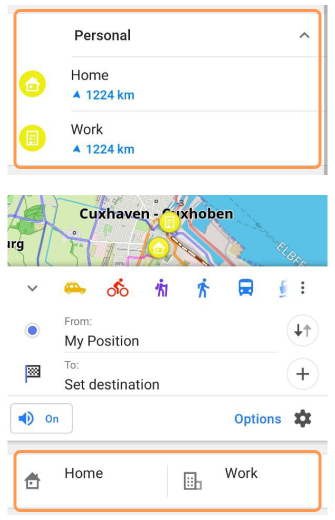 Personal
Home
1224 km
Work
1224 km
Cuxhaven - Cuxhoben
urg
ELBE
From:
My Position
To:
Set destination
On
Options
Home
Work